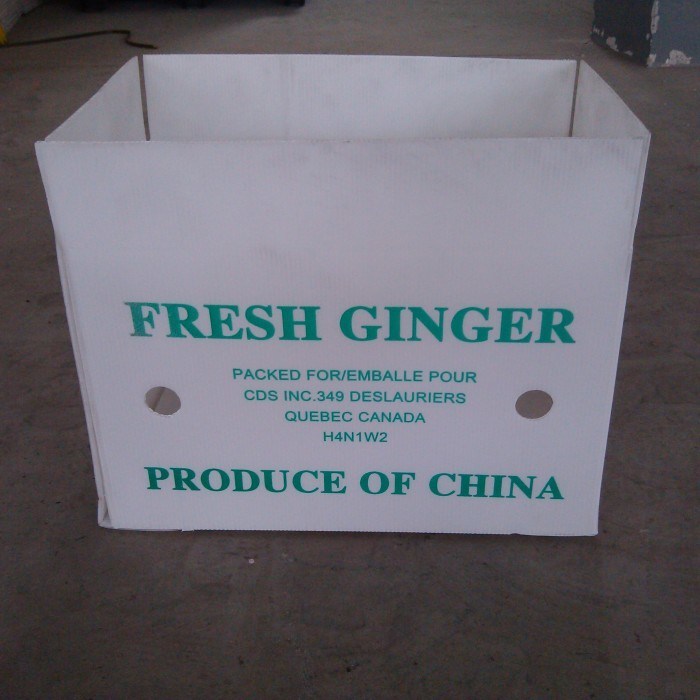 FRESH GINGER
PACKED FOR/EMBALLE POUR
CDS INC.349 DESLAURIERS
QUEBEC CANADA
H4N1W2
PRODUCE OF CHINA